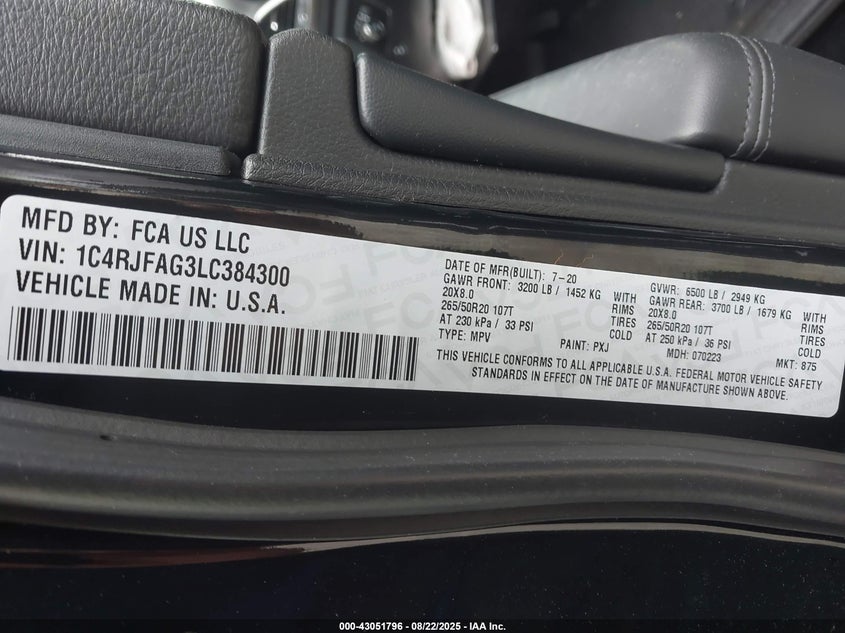 MFD BY: FCA US LLC
VIN: 1C4RJFAG3LC384300
VEHICLE MADE IN: U.S.A.
DATE OF MFR(BUILT): 7-20 GVWR: 6500 LB / 2949 KG
GAWR FRONT: 3200 LB / 1452 KG WITH GAWR REAR: 3700 LB / 1679 KG WITH
20X8.0 RIMS 20X8.0 RIMS
265/50R20 107T TIRES 265/50R20 107T TIRES
AT 230 kPa / 33 PSI COLD AT 250 kPa / 36 PSI COLD
TYPE: MPV PAINT: PXJ MDH: 070223 MKT: 875
THIS VEHICLE CONFORMS TO ALL APPLICABLE U.S.A. FEDERAL MOTOR VEHICLE SAFETY
STANDARDS IN EFFECT ON THE DATE OF MANUFACTURE SHOWN ABOVE.
000-43051796 - 08/22/2025 - IAA Inc.